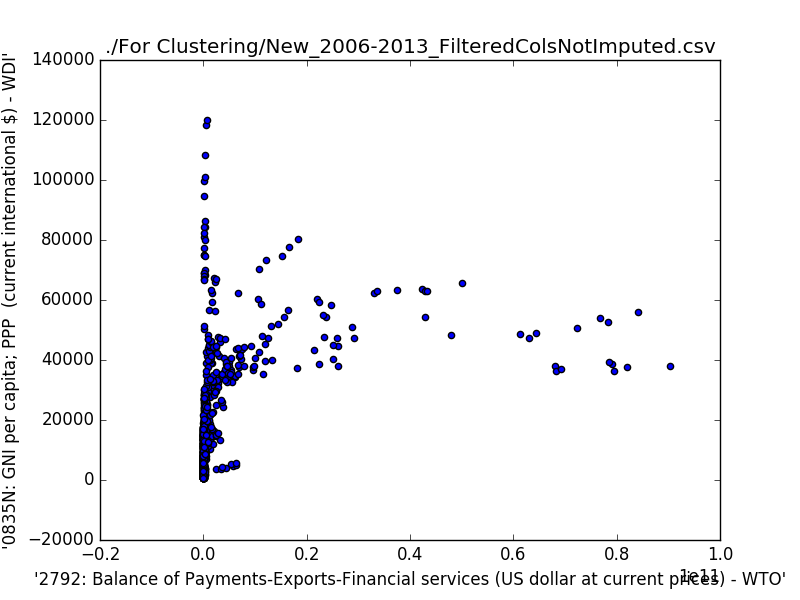 ./For Clustering/New_2006-2013_FilteredColsNotImputed.csv
'0835N: GNI per capita; PPP  (current international $) - WDI'
140000
120000
100000
80000
60000
40000
20000
0
−20000
−0.2 0.0 0.2 0.4 0.6 0.8 1.0
1e11
'2792: Balance of Payments-Exports-Financial services (US dollar at current prices) - WTO'